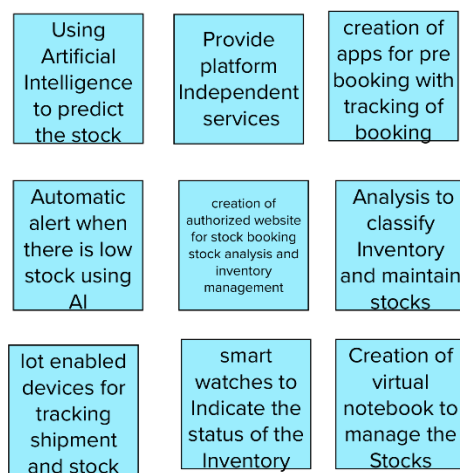 Using
Artificial
Intelligence
to predict
the stock
Provide
platform
Independent
services
creation of
apps for pre
booking with
tracking of
booking
Automatic
alert when
there is low
stock using
AI
creation of
authorized website
for stock booking
stock analysis and
inventory
management
Analysis to
classify
Inventory
and maintain
stocks
Iot enabled
devices for
tracking
shipment
and stock
smart
watches to
Indicate the
status of the
Inventory
Creation of
virtual
notebook to
manage the
Stocks